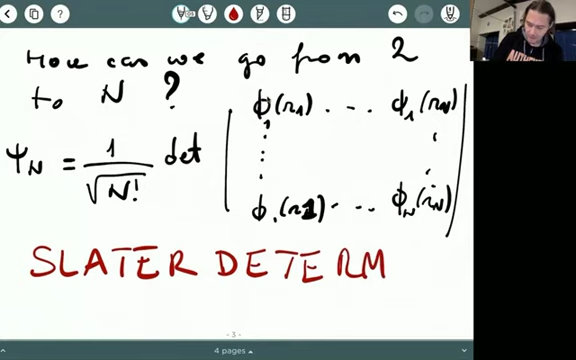 How can we go from 2
to N ?
ψN = 1/√N! det | ϕ1(r1) . . . ϕ1(rN) |
ϕ.(r1) . . . ϕN(rN)
SLATER DETERM
- 3 -
4 pages